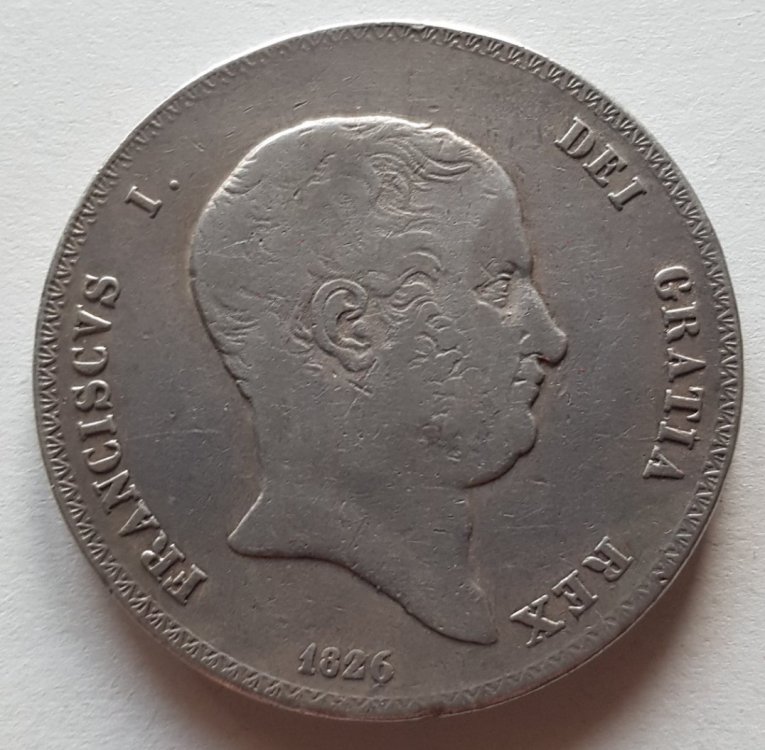 FRANCISCVS I. DEI GRATIA REX
1826